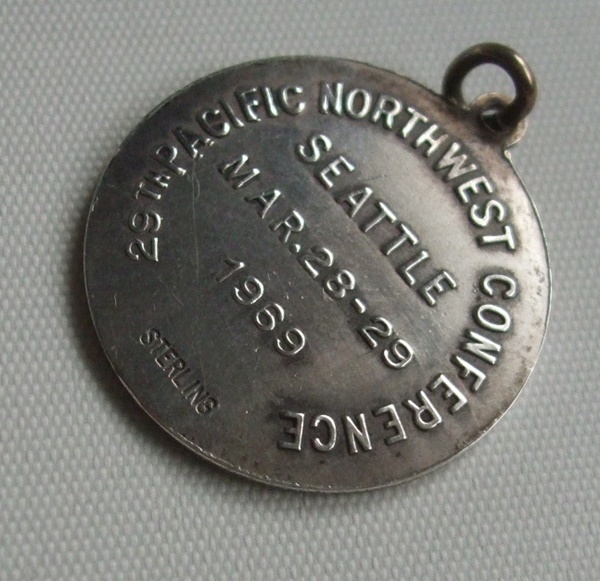 29TH PACIFIC NORTHWEST CONFERENCE
SEATTLE
MAR. 28-29
1969
STERLING